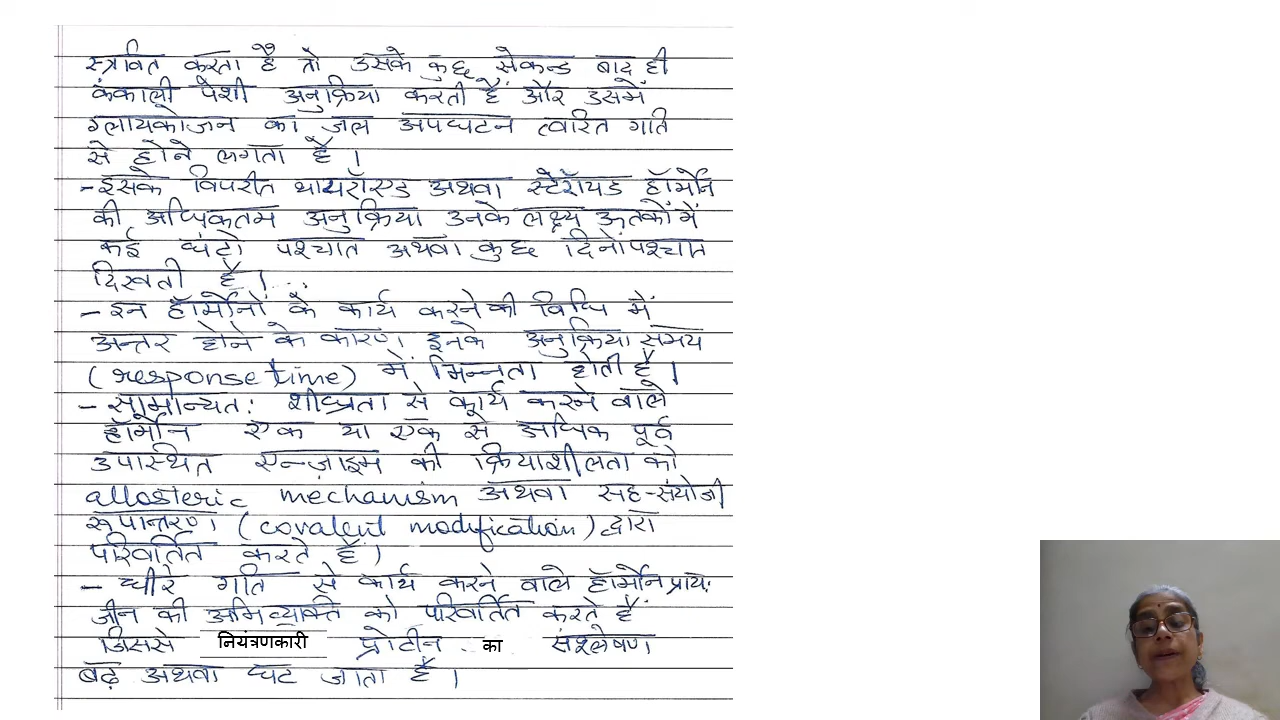 स्त्रवित करता है तो उसके कुछ सेकन्ड बाद ही
कंकाली पेशी अनुक्रिया करती है और उसमें
ग्लायकोजन का जल अपघटन त्वरित गति
से होने लगता है।
- इसके विपरीत थायरॉएड अथवा स्टेरॉयड हॉर्मोन
की अधिकतम अनुक्रिया उनके लक्ष्य ऊतकों में
कई घंटो पश्चात अथवा कुछ दिनों पश्चात
दिखती है।
- इन हॉर्मोनों के कार्य करने की विधि में
अन्तर होने के कारण इनके अनुक्रिया समय
(response time) में भिन्नता होती है।
- सामान्यतः शीघ्रता से कार्य करने वाले
हॉर्मोन एक या एक से अधिक पूर्व
उपस्थित एन्ज़ाइम की क्रियाशीलता को
allosteric mechanism अथवा सह-संयोजी
रूपान्तरण (covalent modification) द्वारा
परिवर्तित करते हैं।
- धीरे गति से कार्य करने वाले हॉर्मोन प्रायः
जीन की अभिव्यक्ति को परिवर्तित करते हैं
जिससे नियंत्रणकारी प्रोटीन का संश्लेषण
बढ़ अथवा घट जाता है।